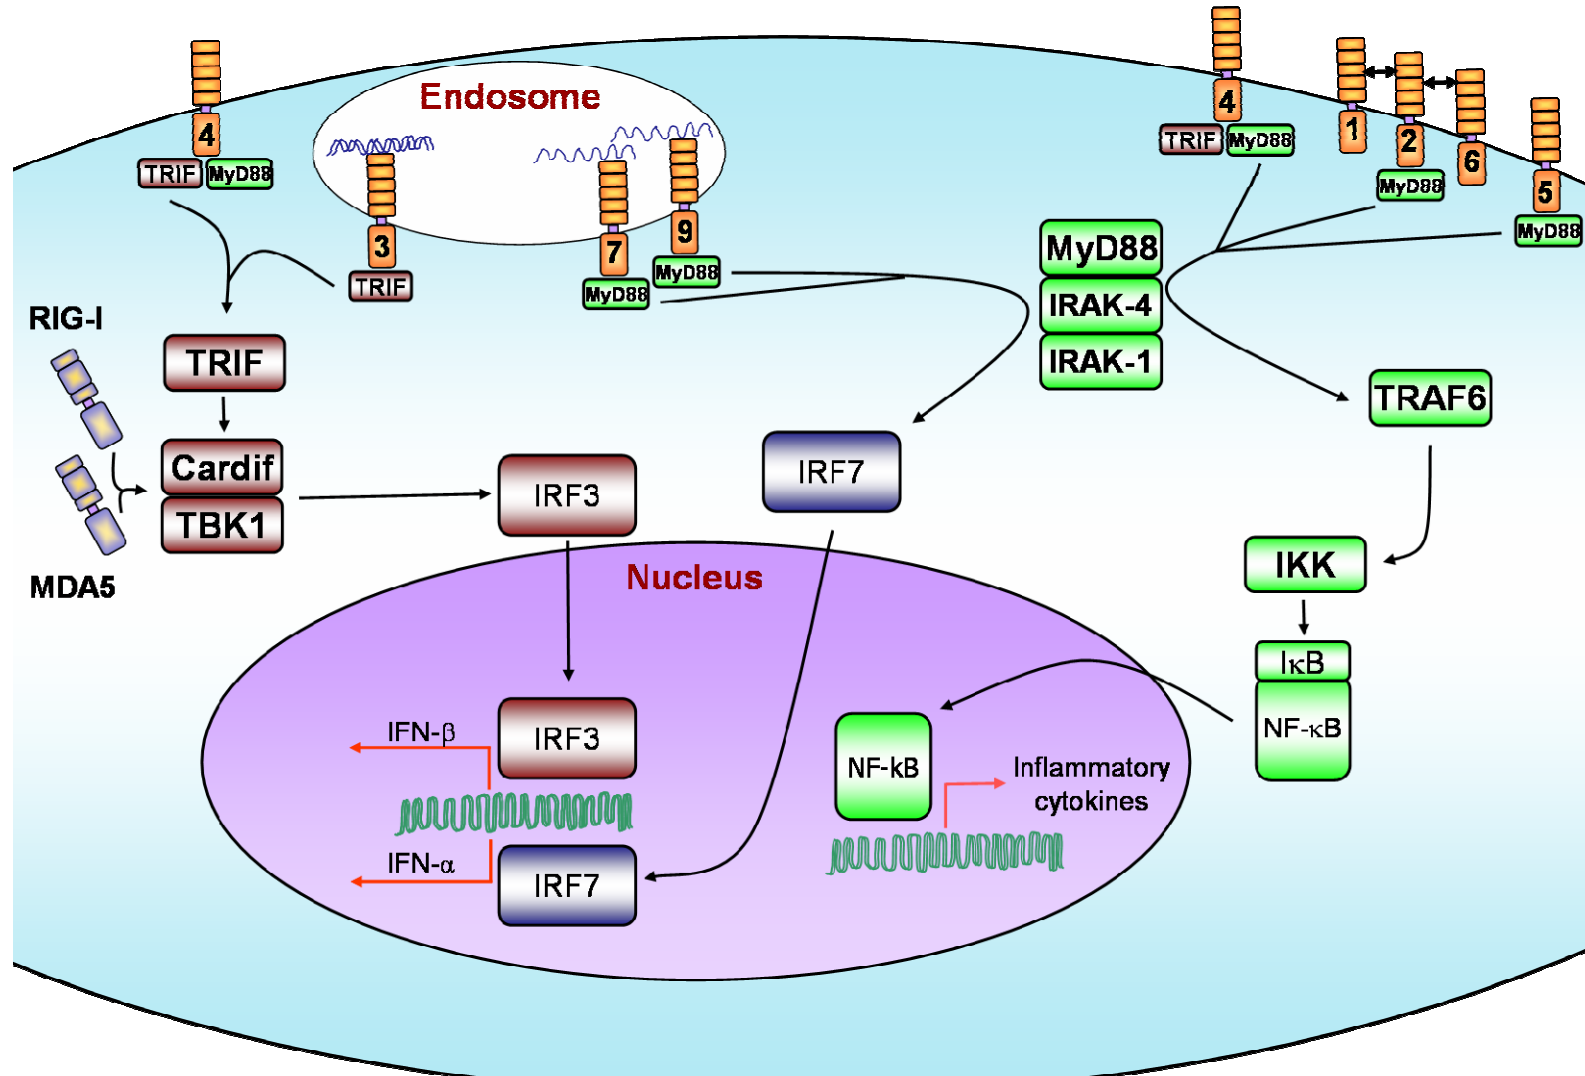 4
TRIF
MyD88
Endosome
3
TRIF
7
MyD88
9
MyD88
4
TRIF
MyD88
1
2
MyD88
6
5
MyD88
RIG-I
MDA5
TRIF
Cardif
TBK1
IRF3
IRF7
MyD88
IRAK-4
IRAK-1
TRAF6
IKK
IκB
NF-κB
Nucleus
IFN-β
IRF3
IFN-α
IRF7
NF-kB
Inflammatory
cytokines